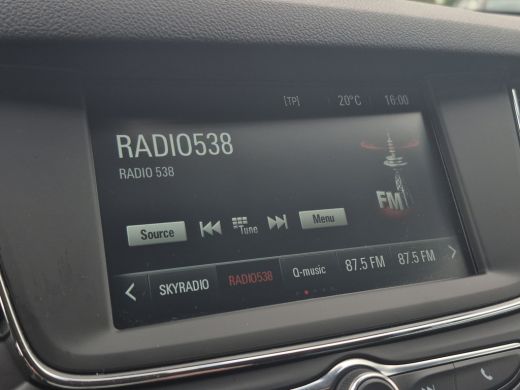 [TP] 20°C 16:00
RADIO538
RADIO 538
FM
Source Tune Menu
SKYRADIO RADIO538 Q-music 87.5 FM 87.5 FM